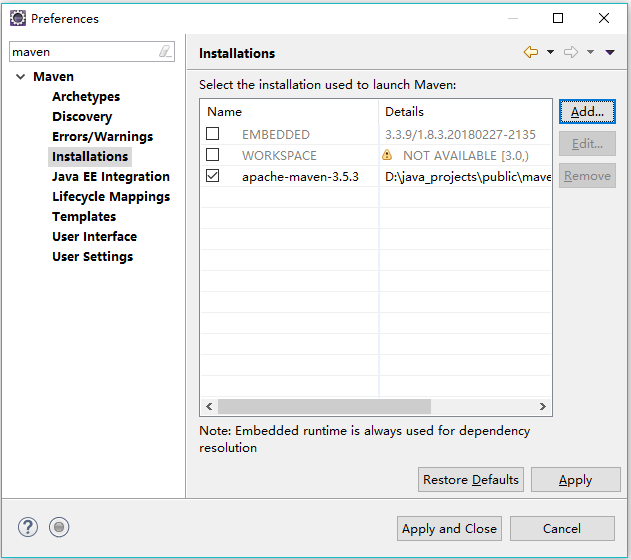 Preferences
maven
Installations
Maven
Archetypes
Discovery
Errors/Warnings
Installations
Java EE Integration
Lifecycle Mappings
Templates
User Interface
User Settings
Select the installation used to launch Maven:
Name Details
EMBEDDED 3.3.9/1.8.3.20180227-2135
WORKSPACE NOT AVAILABLE [3.0,)
apache-maven-3.5.3 D:\java_projects\public\mave
Add...
Edit...
Remove
Note: Embedded runtime is always used for dependency
resolution
Restore Defaults Apply
Apply and Close Cancel